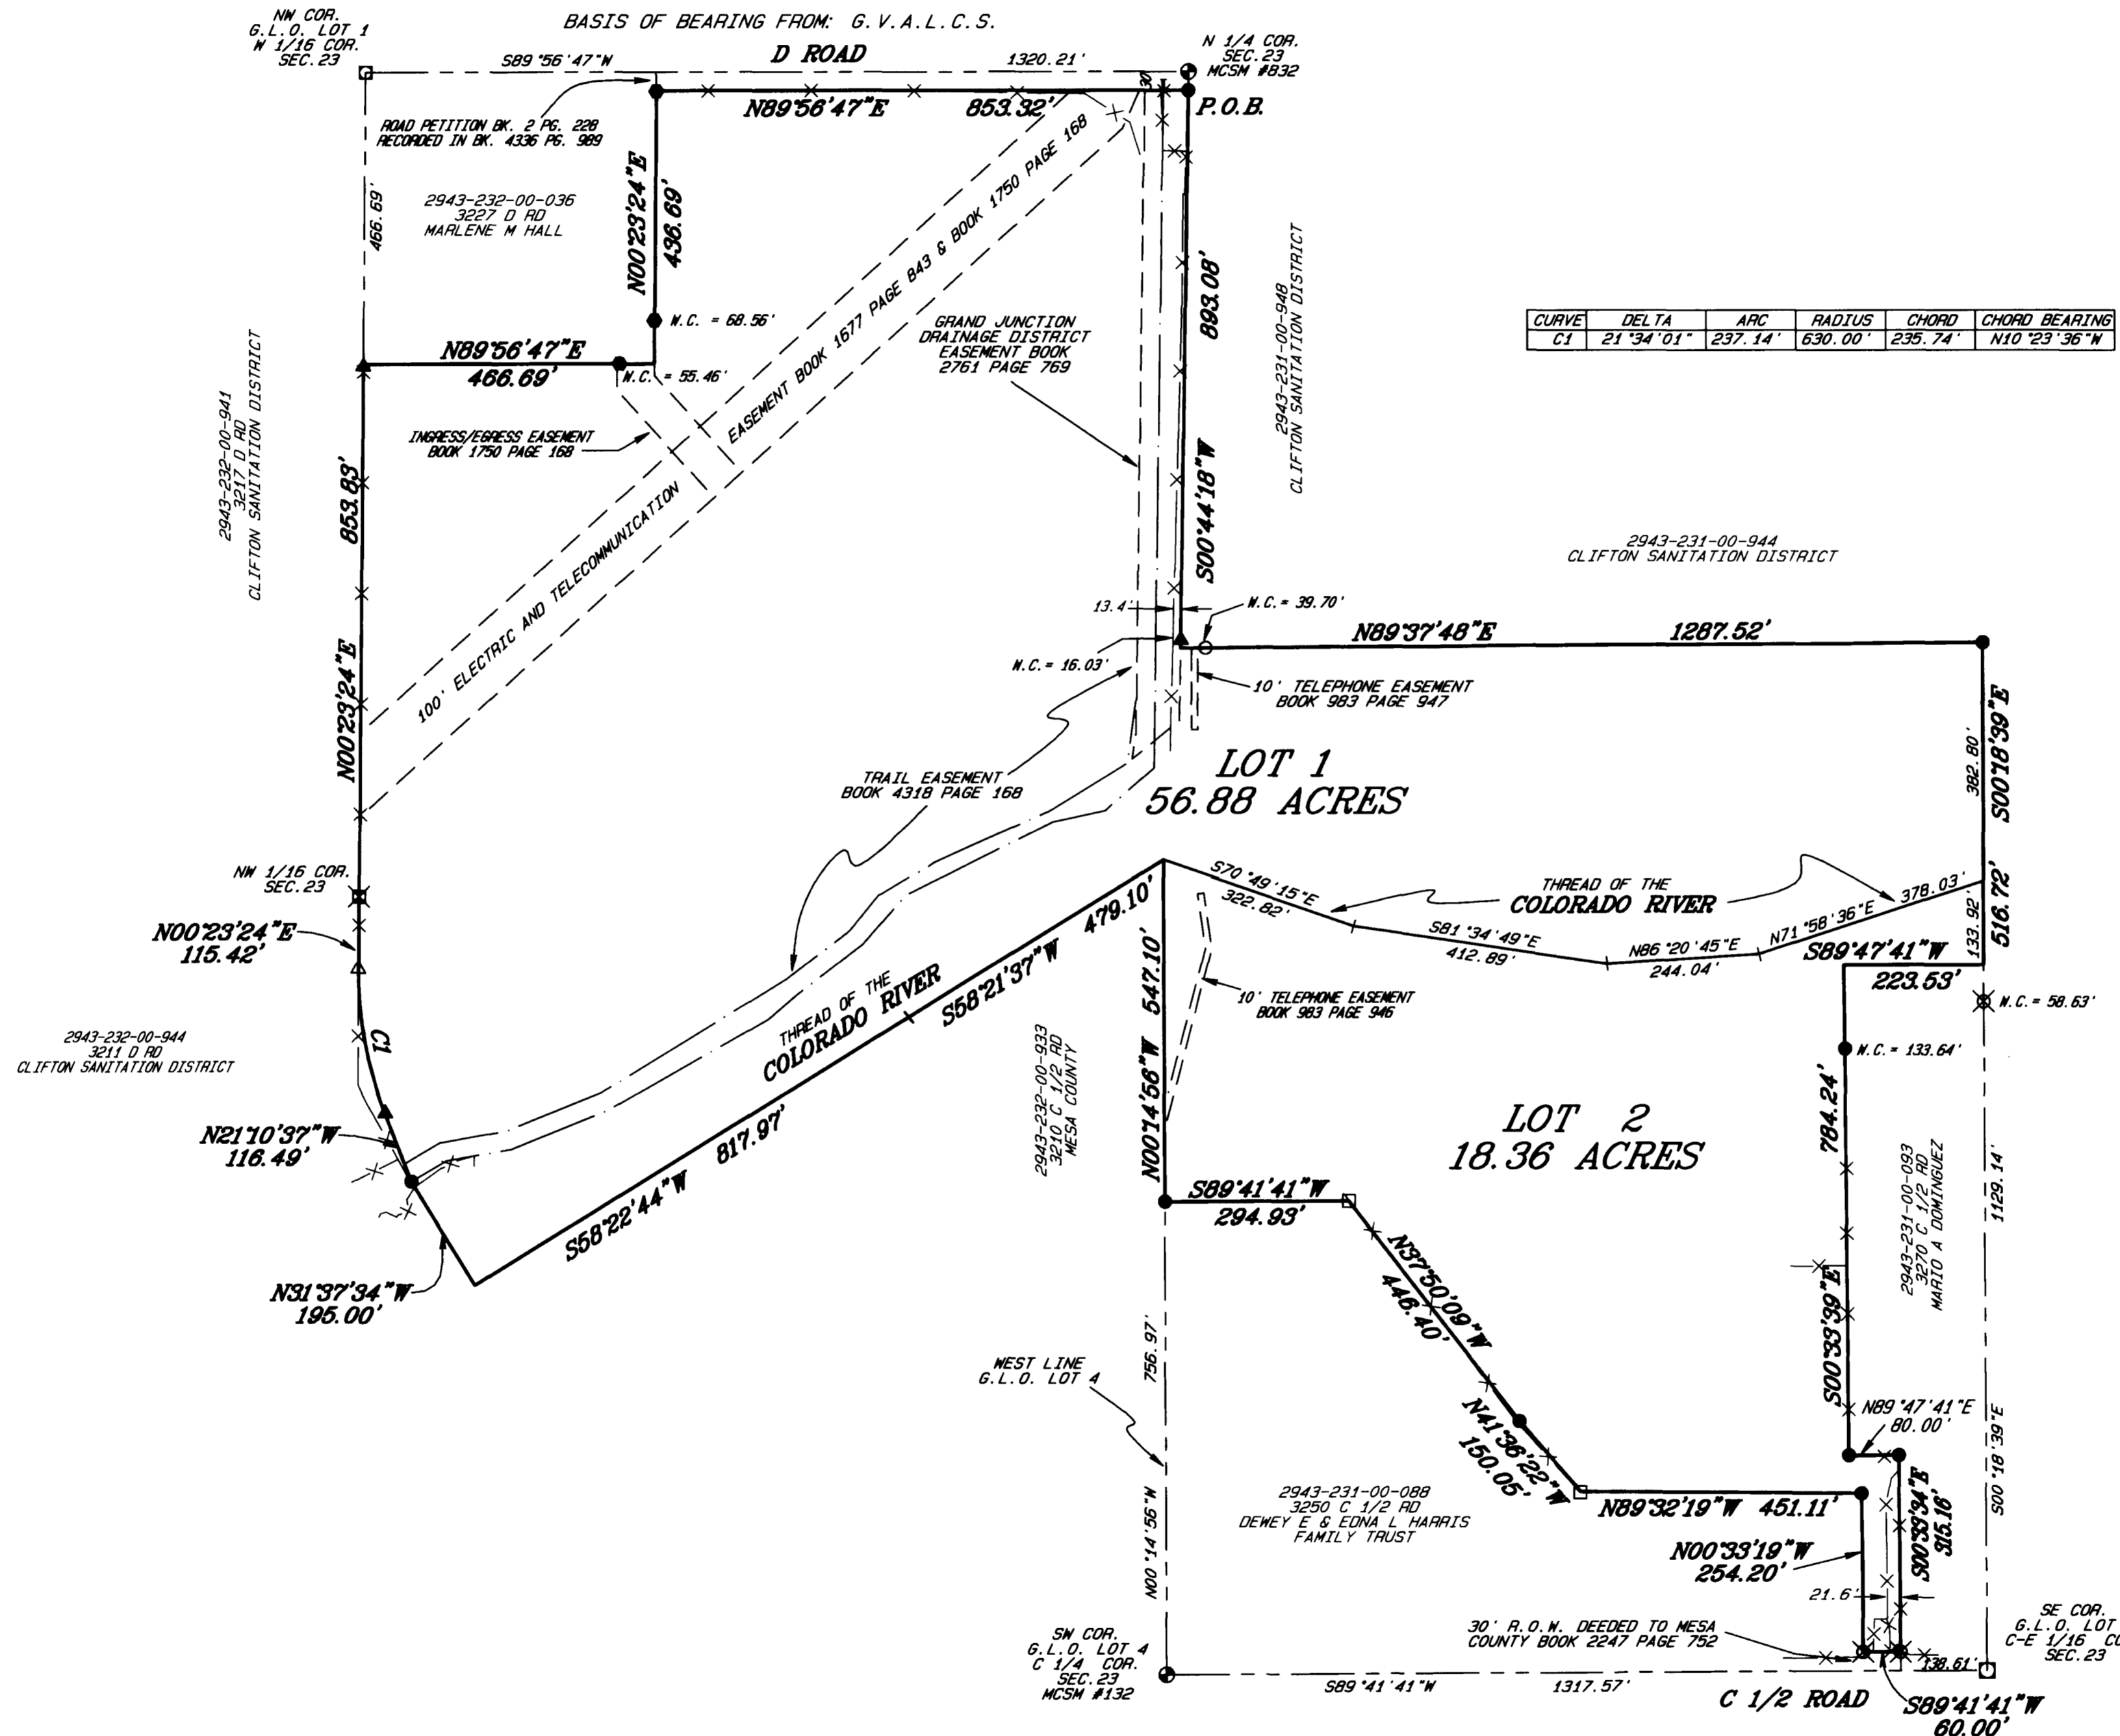 NW COR.
G.L.O. LOT 1
W 1/16 COR.
SEC.23
BASIS OF BEARING FROM: G.V.A.L.C.S.
S89°56'47"W
D ROAD
1320.21'
N 1/4 COR.
SEC.23
MCSM #832
30'
N89°56'47"E
853.32'
P.O.B.
ROAD PETITION BK. 2 PG. 228
RECORDED IN BK. 4336 PG. 989
466.69'
2943-232-00-036
3227 D RD
MARLENE M HALL
N00°23'24"E
436.69'
W.C. = 68.56'
N89°56'47"E
466.69'
W.C. = 55.46'
100' ELECTRIC AND TELECOMMUNICATION EASEMENT BOOK 1677 PAGE 843 & BOOK 1750 PAGE 168
GRAND JUNCTION
DRAINAGE DISTRICT
EASEMENT BOOK
2761 PAGE 769
893.08'
S00°44'18"W
2943-231-00-948
CLIFTON SANITATION DISTRICT
CURVE DELTA ARC RADIUS CHORD CHORD BEARING
C1 21°34'01" 237.14' 630.00' 235.74' N10°23'36"W
2943-232-00-941
3217 D RD
CLIFTON SANITATION DISTRICT
INGRESS/EGRESS EASEMENT
BOOK 1750 PAGE 168
853.83'
N00°23'24"E
2943-231-00-944
CLIFTON SANITATION DISTRICT
13.4'
W.C. = 39.70'
N89°37'48"E
1287.52'
W.C. = 16.03'
10' TELEPHONE EASEMENT
BOOK 983 PAGE 947
S00°18'39"E
516.72'
382.80'
133.92'
TRAIL EASEMENT
BOOK 4318 PAGE 168
LOT 1
56.88 ACRES
NW 1/16 COR.
SEC.23
N00°23'24"E
115.42'
C1
2943-232-00-944
3211 D RD
CLIFTON SANITATION DISTRICT
N21°10'37"W
116.49'
N31°37'34"W
195.00'
THREAD OF THE
COLORADO RIVER
S58°22'44"W 817.97'
S58°21'37"W 479.10'
S70°49'15"E
322.82'
THREAD OF THE
COLORADO RIVER
S81°34'49"E
412.89'
N86°20'45"E
244.04'
N71°58'36"E 378.03'
S89°47'41"W
223.53'
W.C. = 58.63'
W.C. = 133.64'
N00°14'56"W 547.10'
10' TELEPHONE EASEMENT
BOOK 983 PAGE 946
2943-232-00-933
3210 C 1/2 RD
MESA COUNTY
LOT 2
18.36 ACRES
784.24'
S00°33'39"E
2943-231-00-093
3270 C 1/2 RD
MARIO A DOMINGUEZ
1129.14'
S00°18'39"E
S89°41'41"W
294.93'
N37°50'09"W
446.40'
N41°36'22"W
150.05'
WEST LINE
G.L.O. LOT 4
756.97'
N00°14'56"W
2943-231-00-088
3250 C 1/2 RD
DEWEY E & EDNA L HARRIS
FAMILY TRUST
N89°47'41"E
80.00'
N89°32'19"W 451.11'
N00°33'19"W
254.20'
S00°33'34"E
315.16'
21.6'
30' R.O.W. DEEDED TO MESA
COUNTY BOOK 2247 PAGE 752
SW COR.
G.L.O. LOT 4
C 1/4 COR.
SEC.23
MCSM #132
S89°41'41"W
1317.57'
C 1/2 ROAD
138.61'
S89°41'41"W
60.00'
SE COR.
G.L.O. LOT
C-E 1/16 CO
SEC.23